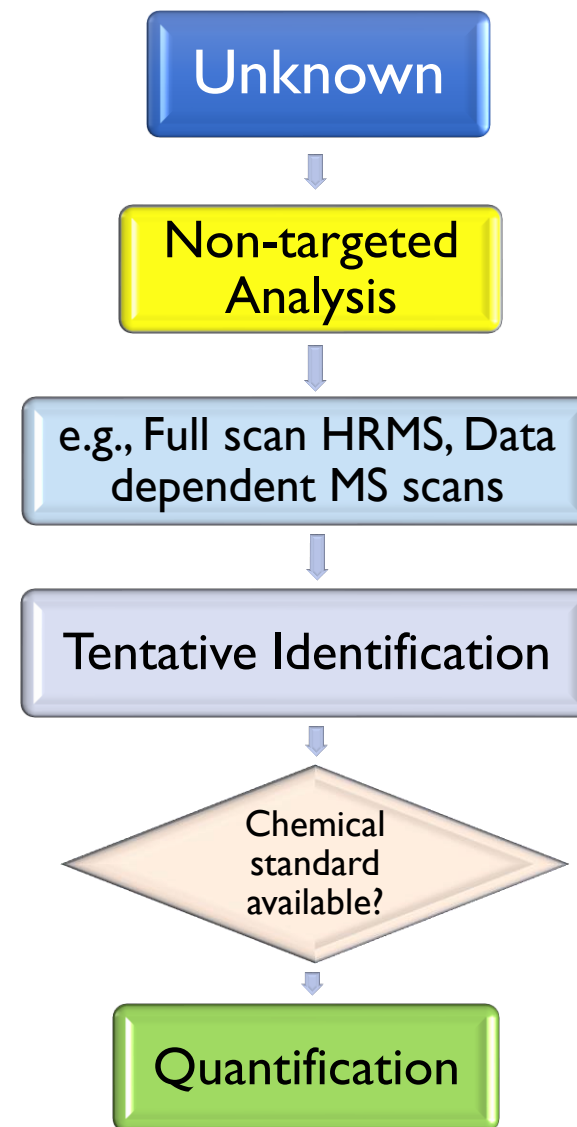 Unknown
Non-targeted
Analysis
e.g., Full scan HRMS, Data
dependent MS scans
Tentative Identification
Chemical
standard
available?
Quantification